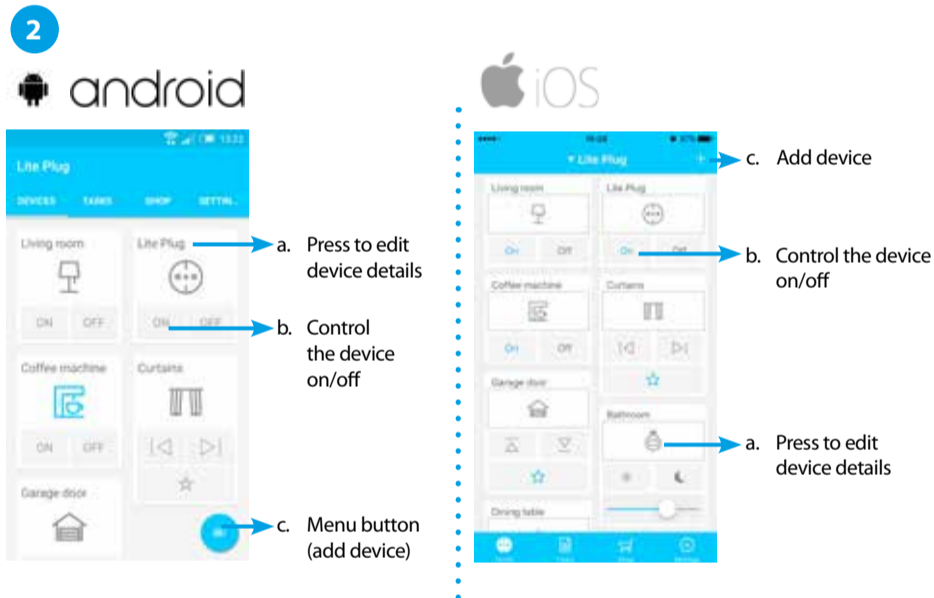 2
android
13:22
Lite Plug
DEVICES TASKS SHOP SETTIN..
Living room
Lite Plug
ON OFF
ON OFF
Coffee machine
Curtains
ON OFF
Garage door
a. Press to edit
device details
b. Control
the device
on/off
c. Menu button
(add device)
iOS
Lite Plug
Living room
Lite Plug
On Off
On Off
Coffee machine
Curtains
On Off
Garage door
Bathroom
Dining table
c. Add device
b. Control the device
on/off
a. Press to edit
device details